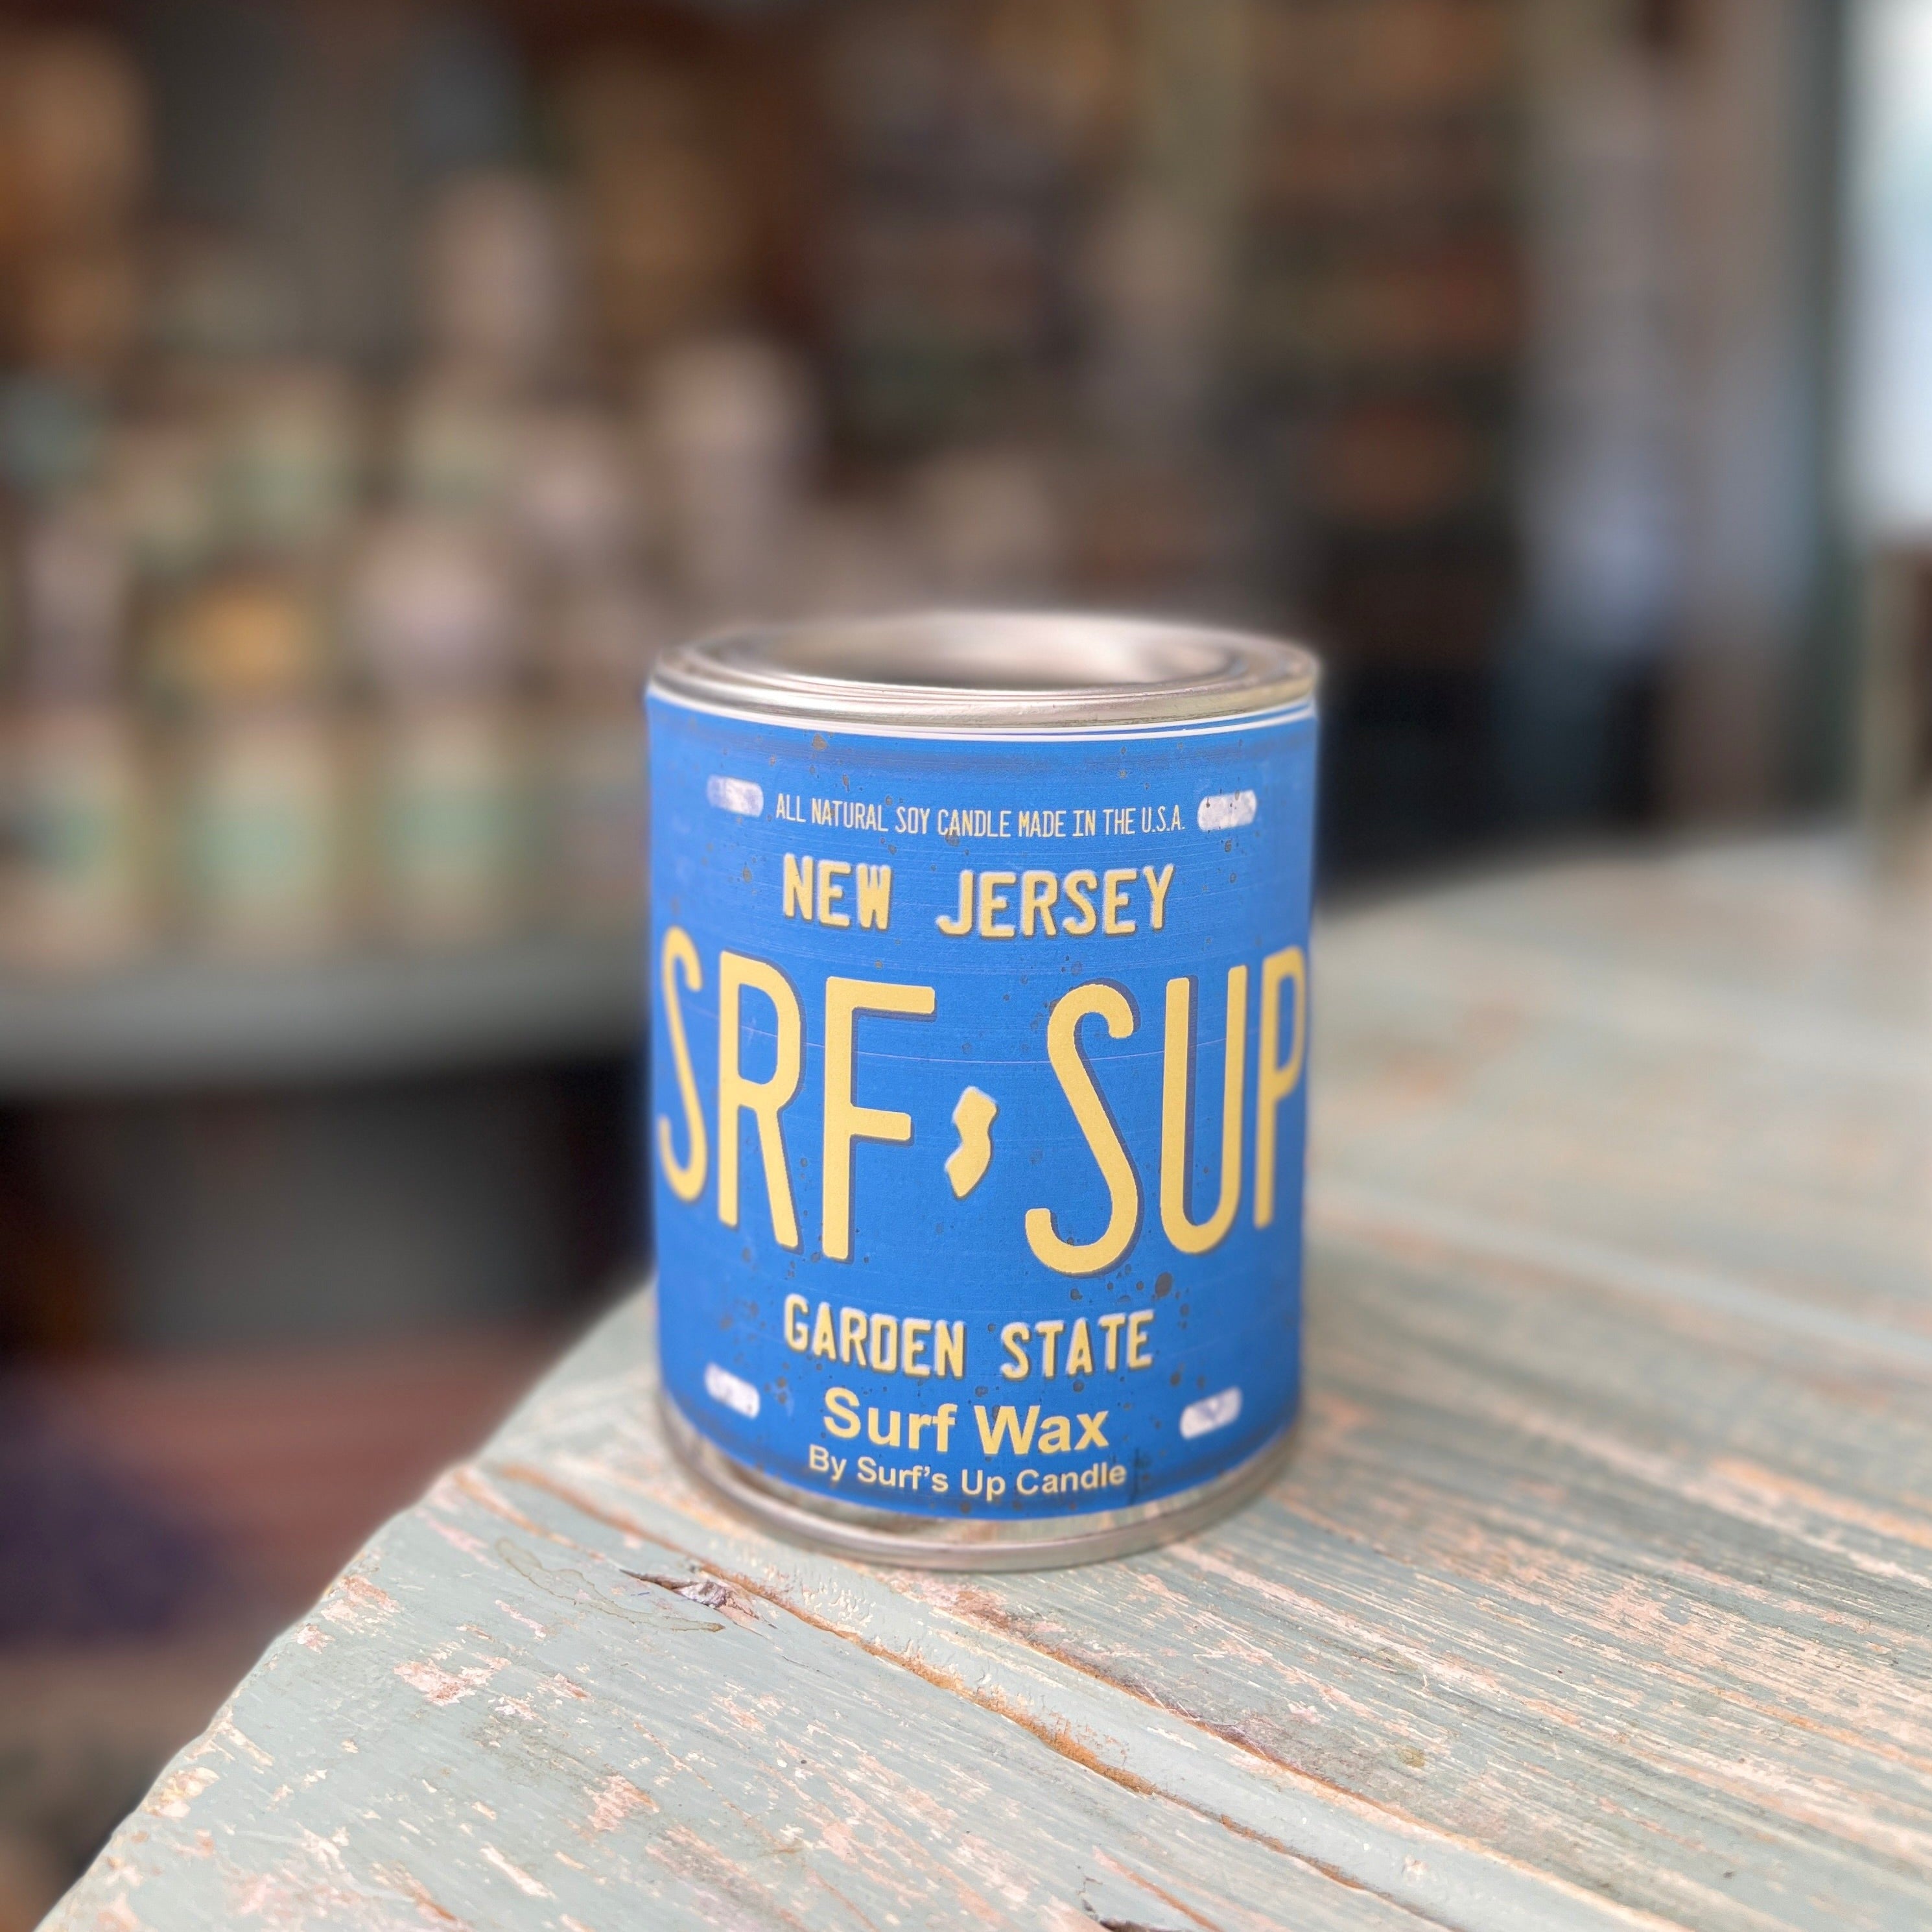 ALL NATURAL SOY CANDLE MADE IN THE U.S.A.
NEW JERSEY
SRF SUP
GARDEN STATE
Surf Wax
By Surf's Up Candle